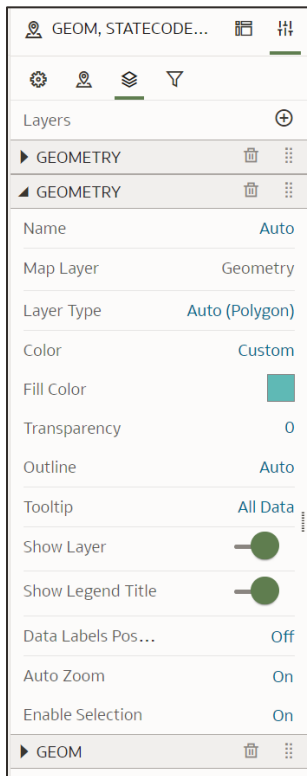 GEOM, STATECODE...
Layers
GEOMETRY
GEOMETRY
Name Auto
Map Layer Geometry
Layer Type Auto (Polygon)
Color Custom
Fill Color
Transparency 0
Outline Auto
Tooltip All Data
Show Layer
Show Legend Title
Data Labels Pos... Off
Auto Zoom On
Enable Selection On
GEOM